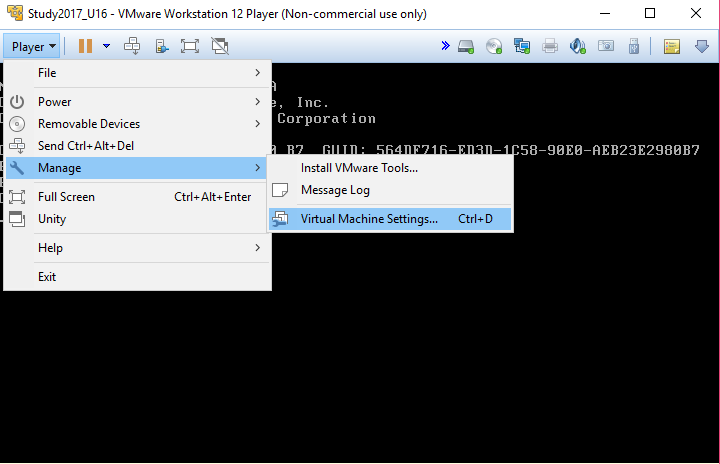 Study2017_U16 - VMware Workstation 12 Player (Non-commercial use only)
Player
File
Power
Removable Devices
Send Ctrl+Alt+Del
Manage
Full Screen Ctrl+Alt+Enter
Unity
Help
Exit
Install VMware Tools...
Message Log
Virtual Machine Settings... Ctrl+D
A
e, Inc.
Corporation
B7 GUID: 564DF716-ED3D-1C58-90E0-AEB23E2980B7